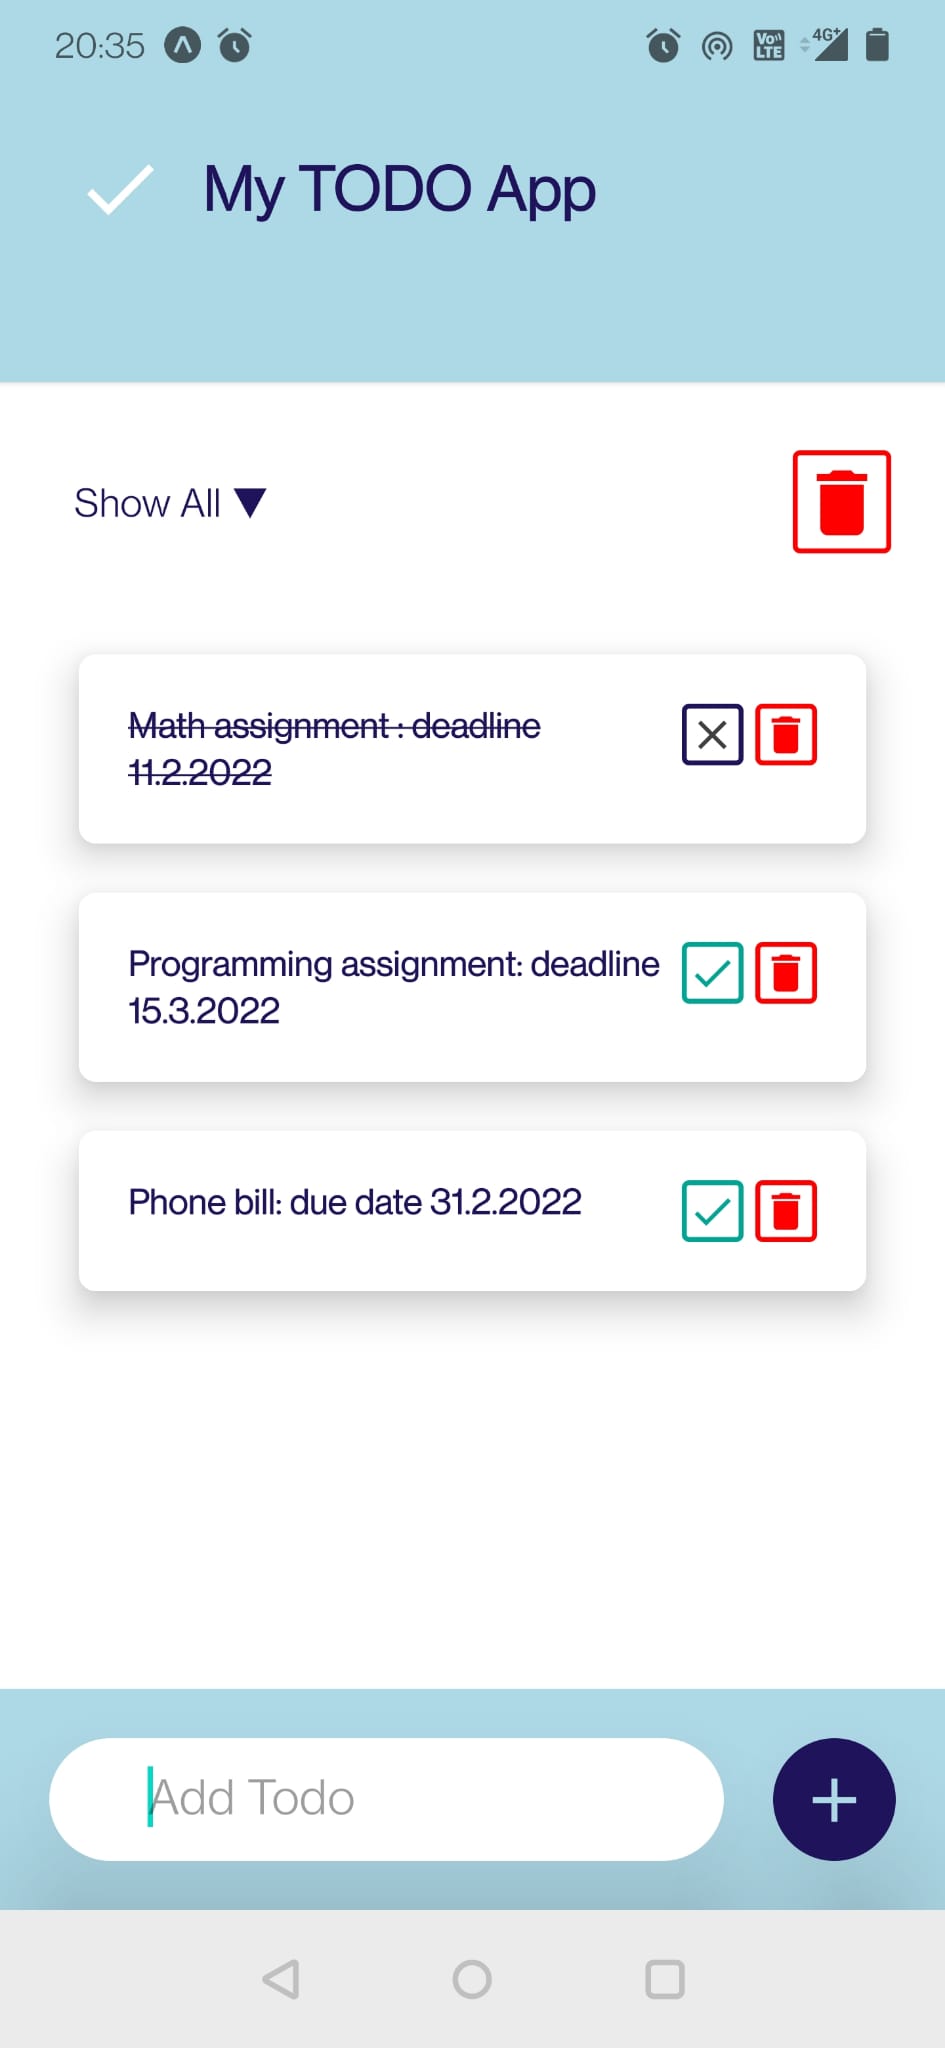 20:35
Vo LTE 4G+
My TODO App
Show All ▼
Math assignment : deadline
11.2.2022
Programming assignment: deadline
15.3.2022
Phone bill: due date 31.2.2022
Add Todo